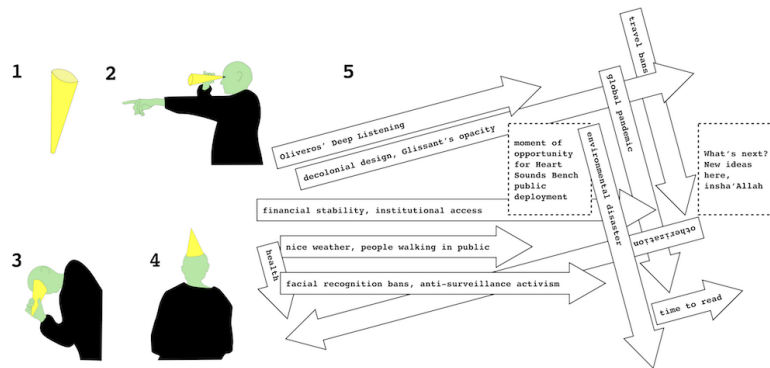 1
2
3
4
5
Oliveros' Deep Listening
decolonial design, Glissant's opacity
financial stability, institutional access
health
nice weather, people walking in public
facial recognition bans, anti-surveillance activism
moment of
opportunity
for Heart
Sounds Bench
public
deployment
environmental disaster
global pandemic
travel bans
otherization
time to read
What's next?
New ideas
here,
insha'Allah